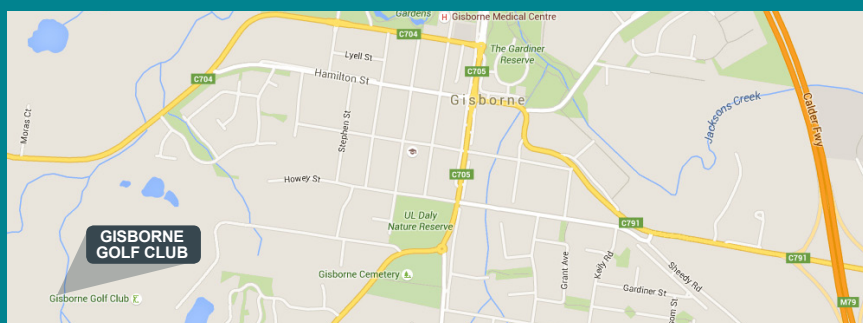 Gardens
Gisborne Medical Centre
C704
Lyell St
The Gardiner
Reserve
C704
Hamilton St
C705
Gisborne
Moras Ct
Stephen St
Jacksons Creek
Calder Fwy
Howey St
C705
UL Daly
Nature Reserve
C791
GISBORNE
GOLF CLUB
Grant Ave
Kelly Rd
Sheedy Rd
C791
Gisborne Cemetery
Gisborne Golf Club
Gardiner St
M79
som St